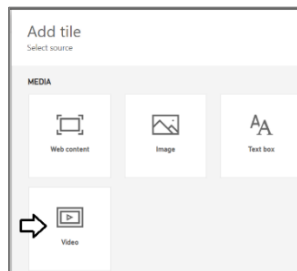 Add tile
Select source
MEDIA
Web content
Image
Text box
Video